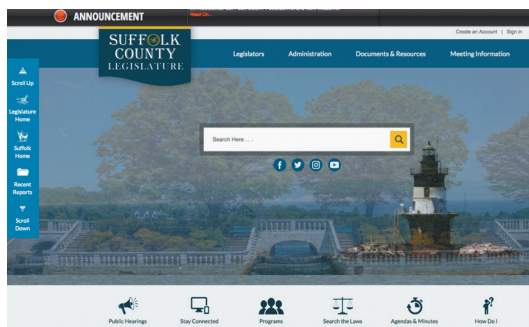 ANNOUNCEMENT
Read On...
Create an Account | Sign in
SUFFOLK
COUNTY
LEGISLATURE
Legislators
Administration
Documents & Resources
Meeting Information
Scroll Up
Legislature
Home
Suffolk
Home
Recent
Reports
Scroll
Down
Search Here . . .
Public Hearings
Stay Connected
Programs
Search the Laws
Agendas & Minutes
How Do I